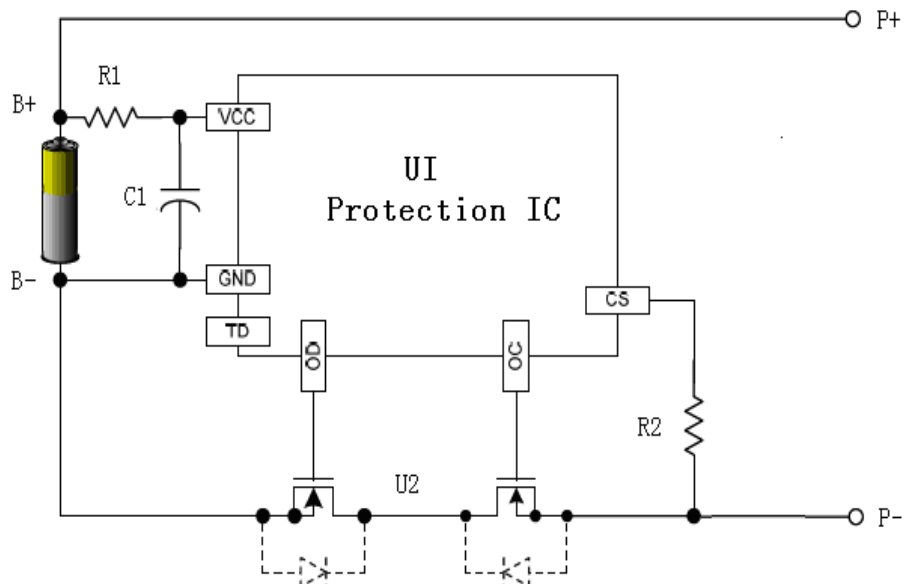 P+
R1
B+
VCC
UI
Protection IC
C1
B-
GND
CS
TD
OD
OC
R2
U2
P-